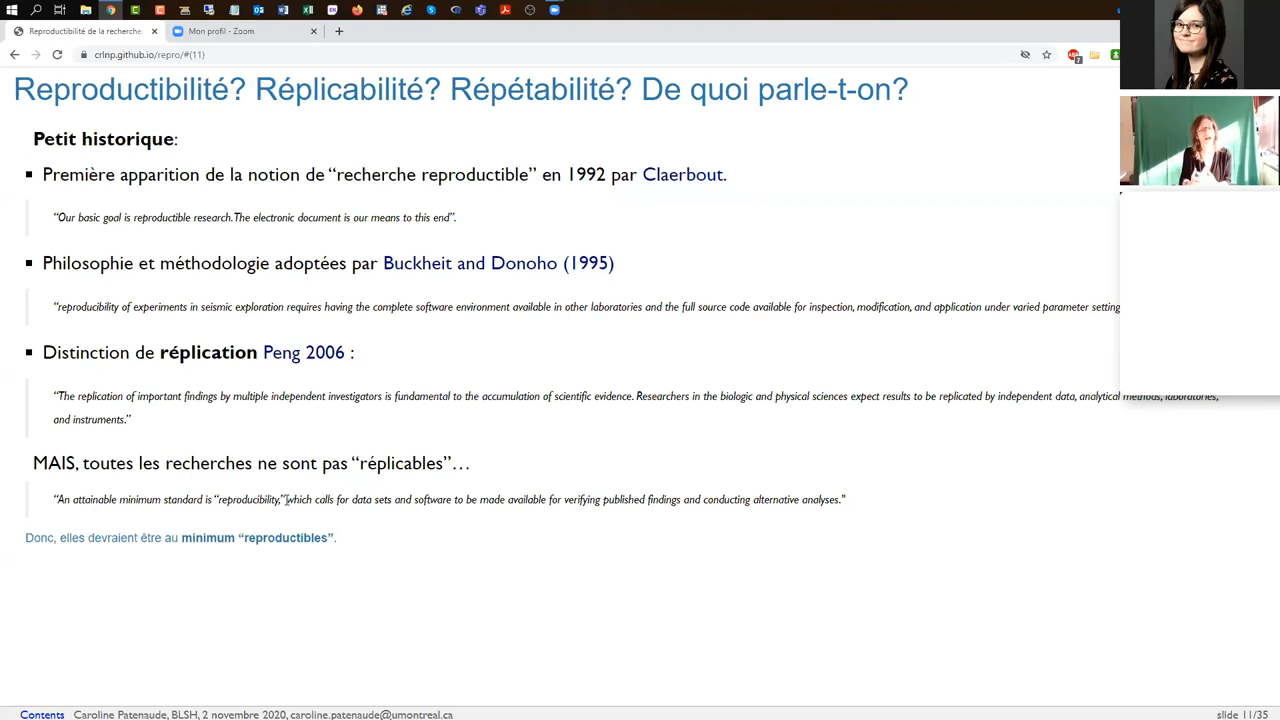 Reproductibilité de la recherche
Mon profil - Zoom
crlnp.github.io/repro/#(11)
7
Reproductibilité? Réplicabilité? Répétabilité? De quoi parle-t-on?
Petit historique:
Première apparition de la notion de “recherche reproductible” en 1992 par Claerbout.
“Our basic goal is reproductible research. The electronic document is our means to this end”.
Philosophie et méthodologie adoptées par Buckheit and Donoho (1995)
“reproducibility of experiments in seismic exploration requires having the complete software environment available in other laboratories and the full source code available for inspection, modification, and application under varied parameter setting
Distinction de réplication Peng 2006 :
“The replication of important findings by multiple independent investigators is fundamental to the accumulation of scientific evidence. Researchers in the biologic and physical sciences expect results to be replicated by independent data, analytical methods, laboratories,
and instruments.”
MAIS, toutes les recherches ne sont pas “réplicables”…
“An attainable minimum standard is “reproducibility,” which calls for data sets and software to be made available for verifying published findings and conducting alternative analyses."
Donc, elles devraient être au minimum “reproductibles”.
Contents Caroline Patenaude, BLSH, 2 novembre 2020, caroline.patenaude@umontreal.ca slide 11/35